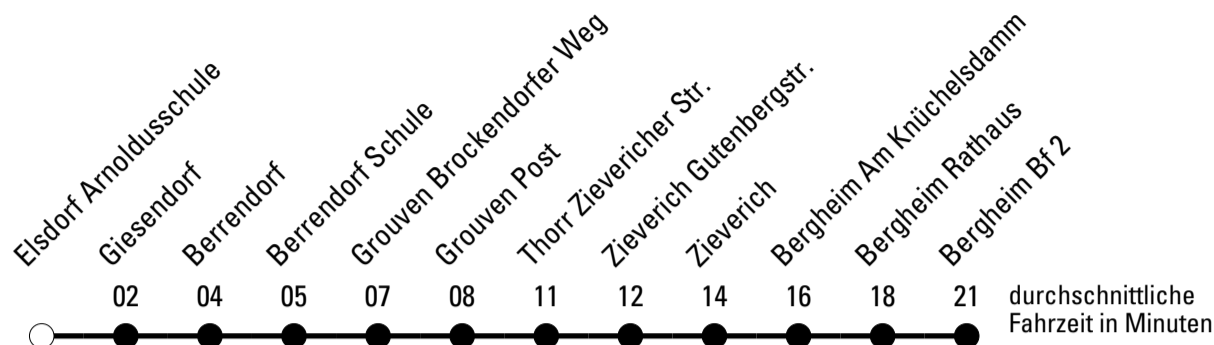 Elsdorf Arnoldusschule
Giesendorf
Berrendorf
Berrendorf Schule
Grouven Brockendorfer Weg
Grouven Post
Thorr Zievericher Str.
Zieverich Gutenbergstr.
Zieverich
Bergheim Am Knüchelsdamm
Bergheim Rathaus
Bergheim Bf 2
02 04 05 07 08 11 12 14 16 18 21
durchschnittliche
Fahrzeit in Minuten